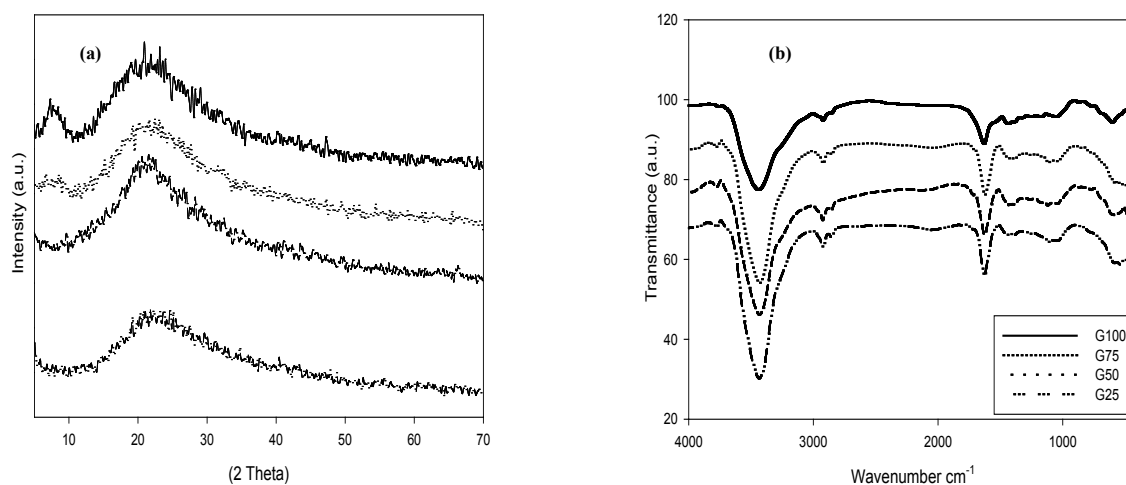 (a)
Intensity (a.u.)
10 20 30 40 50 60 70
(2 Theta)
(b)
120
100
80
60
40
20
Transmittance (a.u.)
4000 3000 2000 1000
Wavenumber cm-1
G100
G75
G50
G25